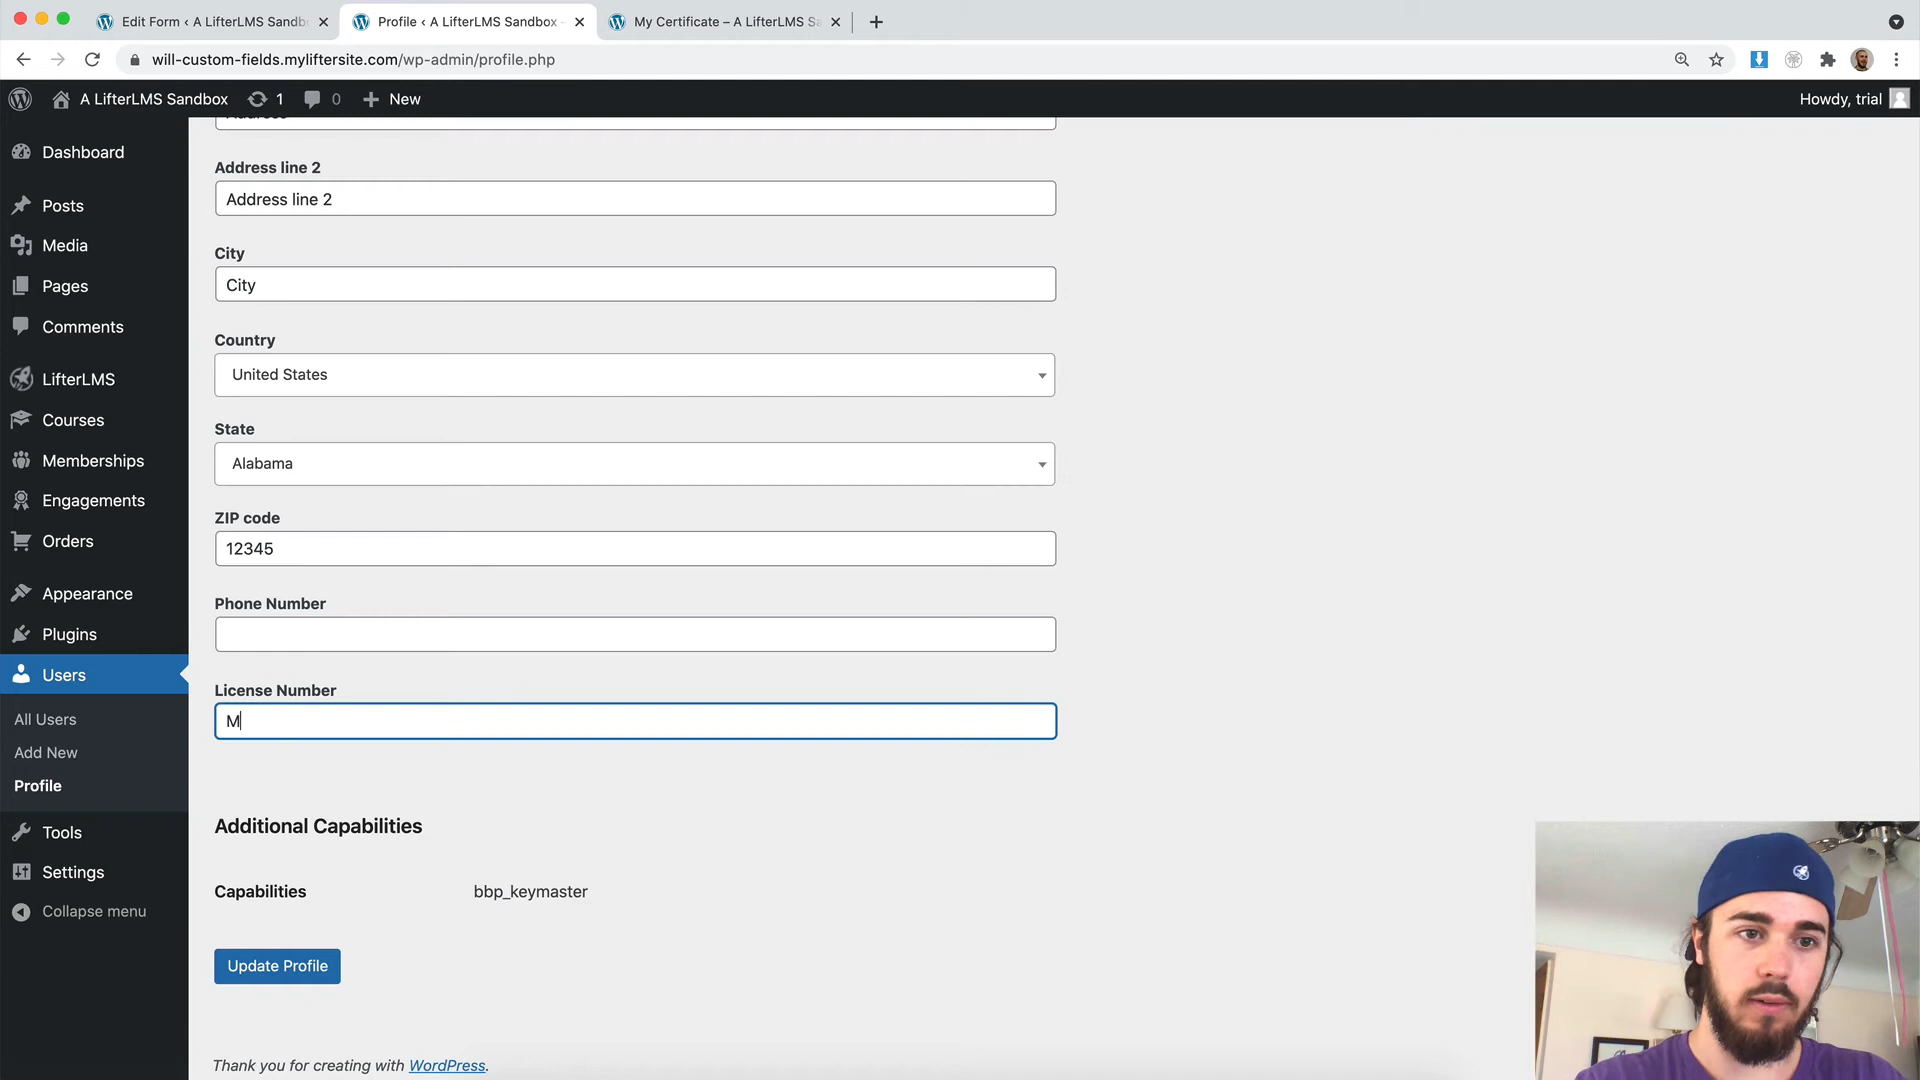 Edit Form ‹ A LifterLMS Sandb
Profile ‹ A LifterLMS Sandbox -
My Certificate – A LifterLMS Sa
will-custom-fields.myliftersite.com/wp-admin/profile.php
A LifterLMS Sandbox
1
0
New
Howdy, trial
Dashboard
Posts
Media
Pages
Comments
LifterLMS
Courses
Memberships
Engagements
Orders
Appearance
Plugins
Users
All Users
Add New
Profile
Tools
Settings
Collapse menu
Address
Address line 2
Address line 2
City
City
Country
United States
State
Alabama
ZIP code
12345
Phone Number
License Number
M
Additional Capabilities
Capabilities
bbp_keymaster
Update Profile
Thank you for creating with WordPress.